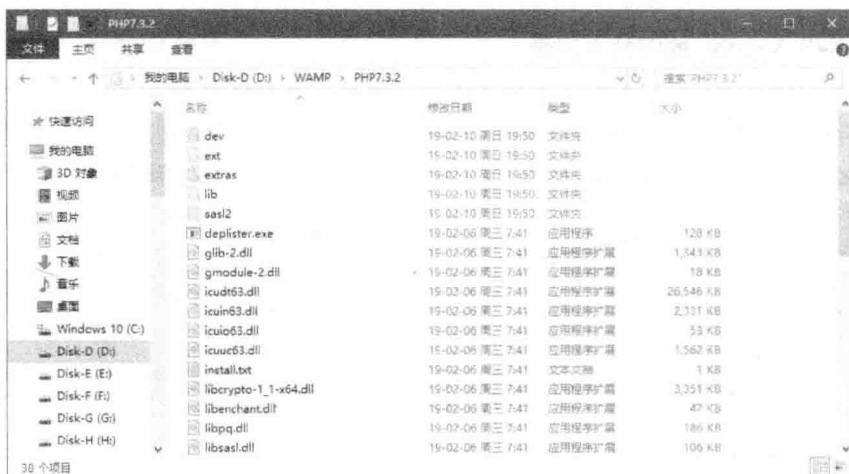 PHP7.3.2
文件 主页 共享 查看
我的电脑 › Disk-D (D:) › WAMP › PHP7.3.2 搜索"PHP7.3.2"
名称 修改日期 类型 大小
快速访问
我的电脑
3D 对象
视频
图片
文档
下载
音乐
桌面
Windows 10 (C:)
Disk-D (D:)
Disk-E (E:)
Disk-F (F:)
Disk-G (G:)
Disk-H (H:)
dev 19-02-10 周日 19:50 文件夹
ext 19-02-10 周日 19:50 文件夹
extras 19-02-10 周日 19:50 文件夹
lib 19-02-10 周日 19:50 文件夹
sasl2 19-02-10 周日 19:50 文件夹
deplister.exe 19-02-06 周三 7:41 应用程序 128 KB
glib-2.dll 19-02-06 周三 7:41 应用程序扩展 1,343 KB
gmodule-2.dll 19-02-06 周三 7:41 应用程序扩展 18 KB
icudt63.dll 19-02-06 周三 7:41 应用程序扩展 26,546 KB
icuin63.dll 19-02-06 周三 7:41 应用程序扩展 2,331 KB
icuio63.dll 19-02-06 周三 7:41 应用程序扩展 53 KB
icuuc63.dll 19-02-06 周三 7:41 应用程序扩展 1,562 KB
install.txt 19-02-06 周三 7:41 文本文档 1 KB
libcrypto-1_1-x64.dll 19-02-06 周三 7:41 应用程序扩展 3,351 KB
libenchant.dll 19-02-06 周三 7:41 应用程序扩展 42 KB
libpq.dll 19-02-06 周三 7:41 应用程序扩展 186 KB
libsasl.dll 19-02-06 周三 7:41 应用程序扩展 106 KB
38 个项目